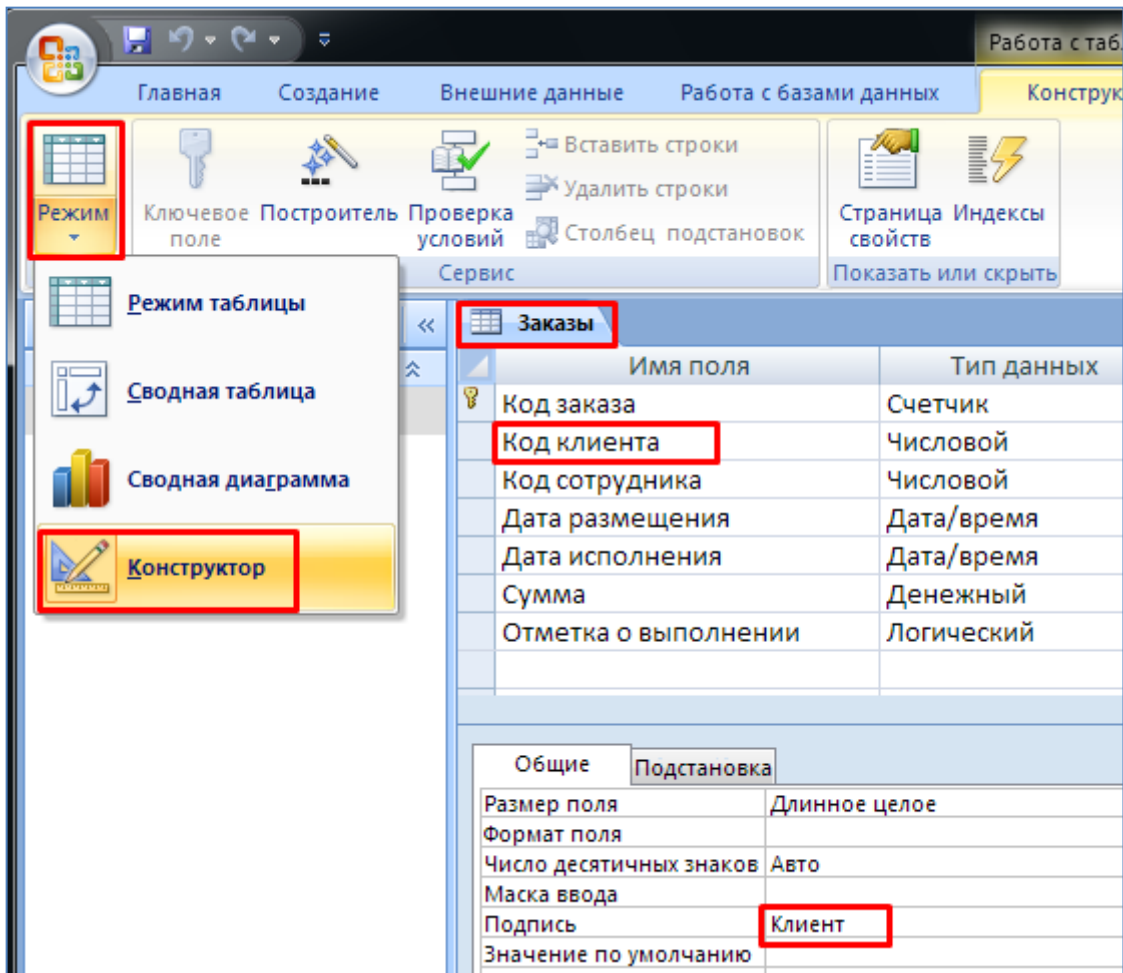 Работа с таб
Главная Создание Внешние данные Работа с базами данных Конструк
Режим
Ключевое поле
Построитель
Проверка условий
Вставить строки
Удалить строки
Столбец подстановок
Страница свойств
Индексы
Сервис
Показать или скрыть
Режим таблицы
Сводная таблица
Сводная диаграмма
Конструктор
Заказы
Имя поля Тип данных
Код заказа Счетчик
Код клиента Числовой
Код сотрудника Числовой
Дата размещения Дата/время
Дата исполнения Дата/время
Сумма Денежный
Отметка о выполнении Логический
Общие Подстановка
Размер поля Длинное целое
Формат поля
Число десятичных знаков Авто
Маска ввода
Подпись Клиент
Значение по умолчанию